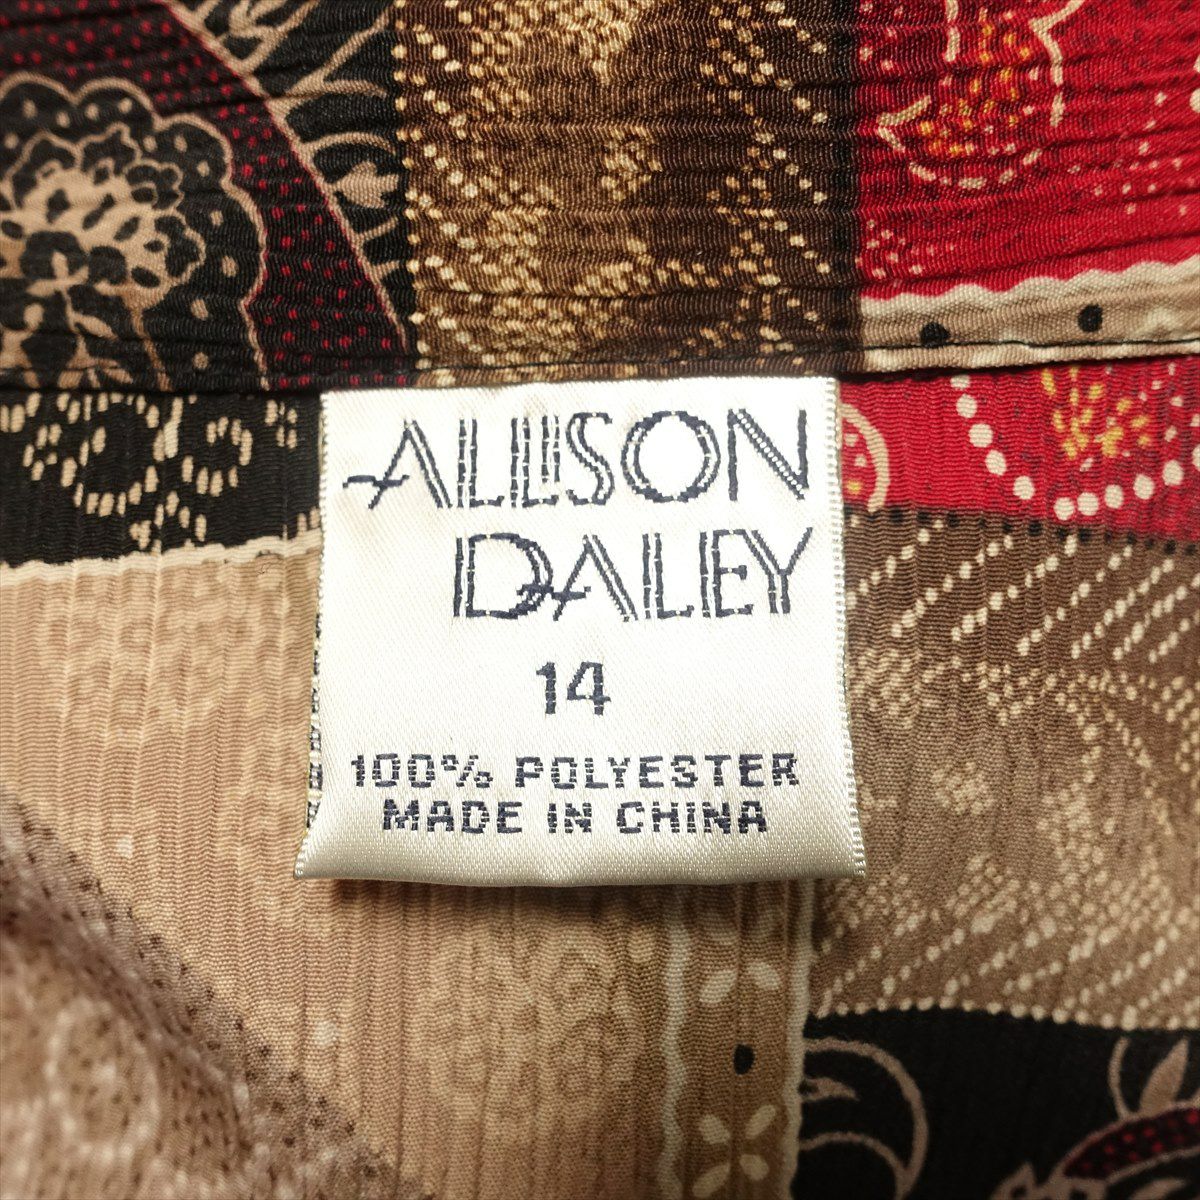 ALLISON
DALEY
14
100% POLYESTER
MADE IN CHINA